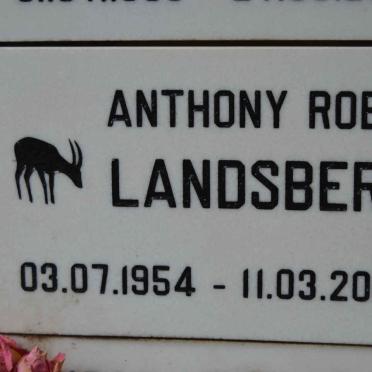 ANTHONY ROB
LANDSBER
03.07.1954 - 11.03.20